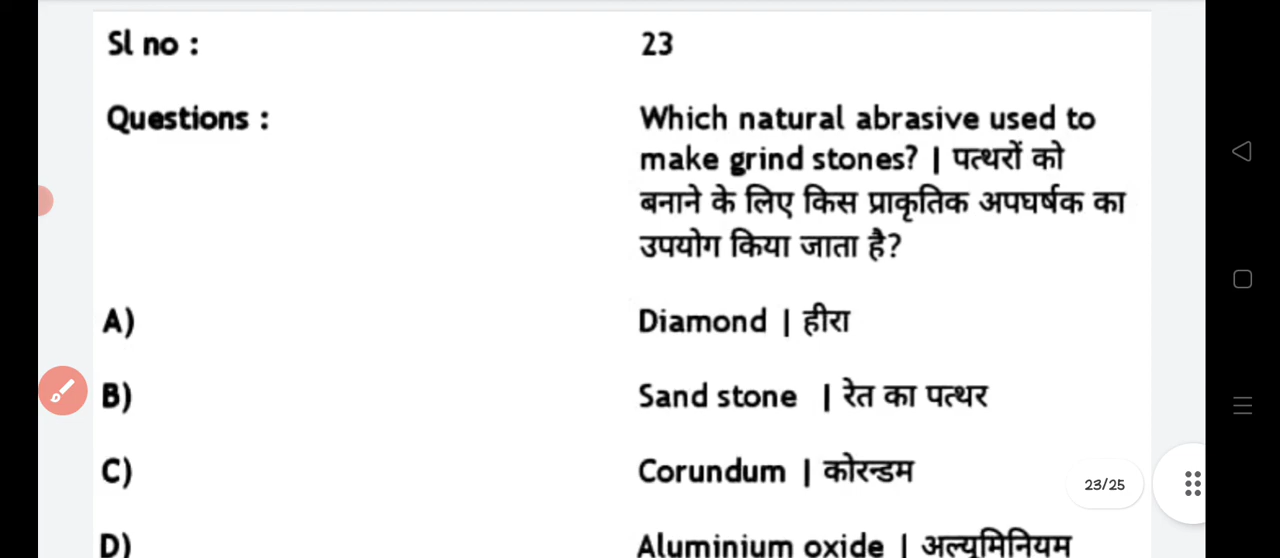 Sl no : 23
Questions : Which natural abrasive used to
make grind stones? | पत्थरों को
बनाने के लिए किस प्राकृतिक अपघर्षक का
उपयोग किया जाता है?
A) Diamond | हीरा
B) Sand stone | रेत का पत्थर
C) Corundum | कोरन्डम
23/25
D) Aluminium oxide | अल्युमिनियम